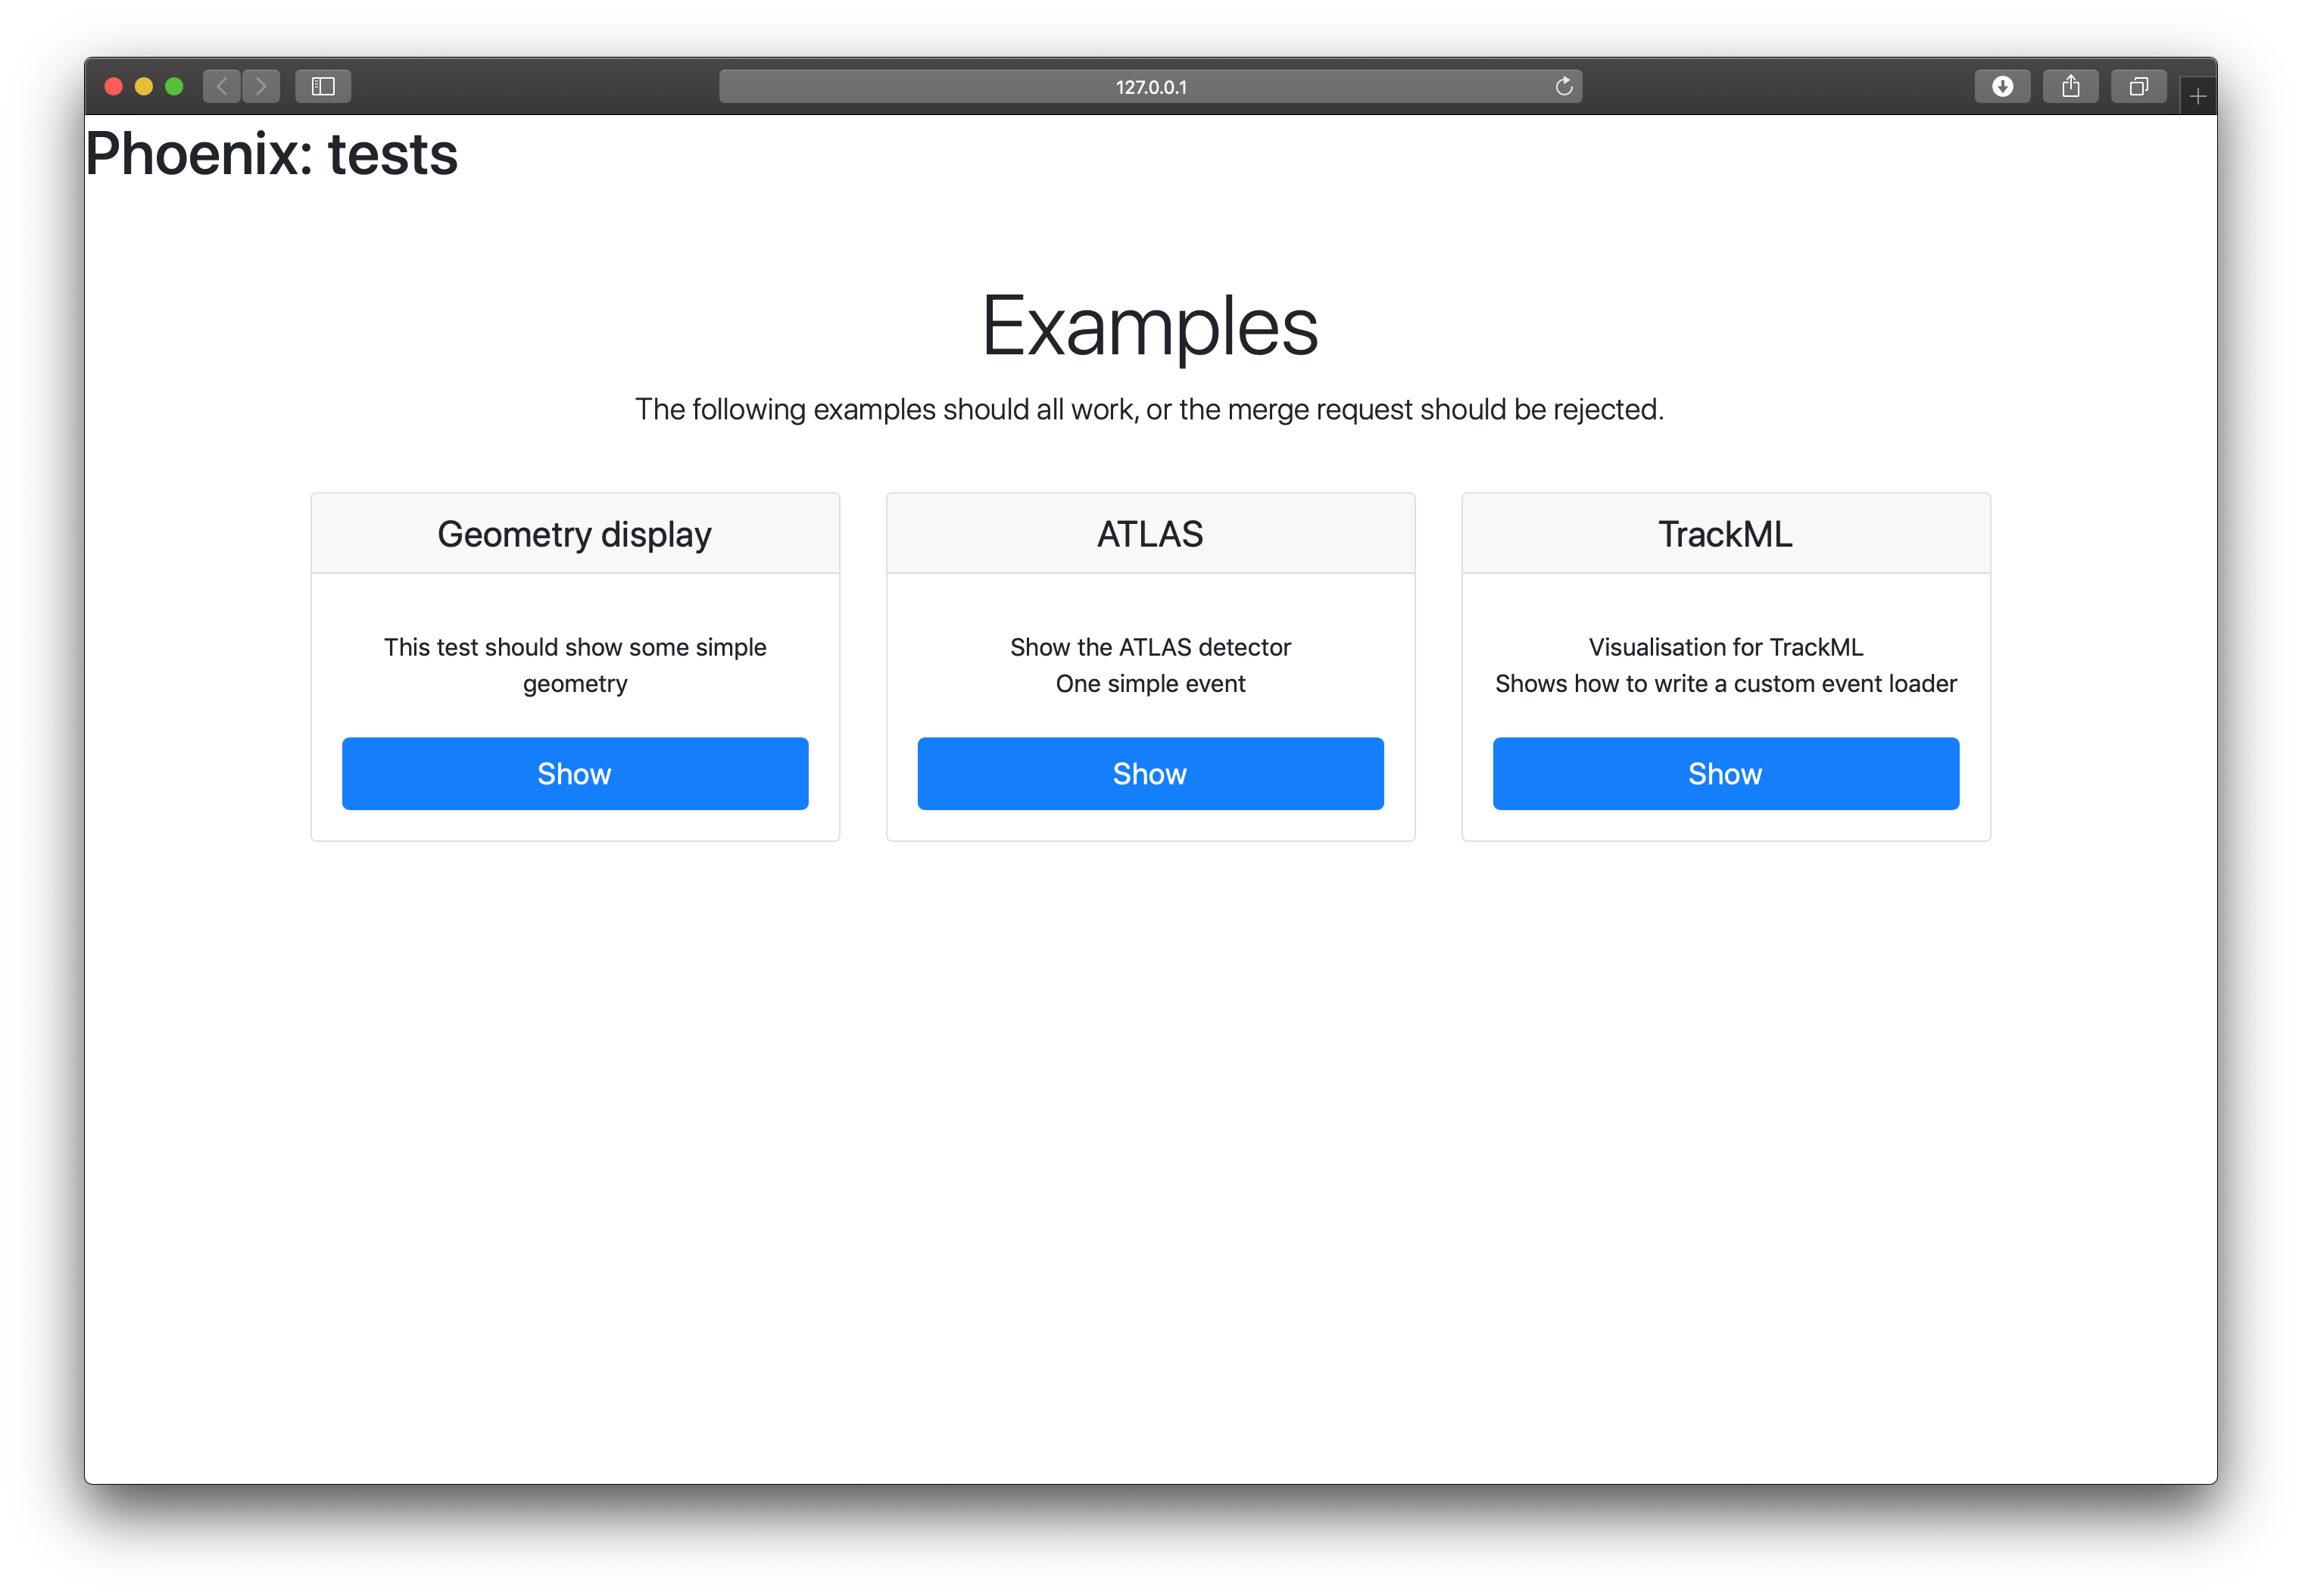 127.0.0.1
Phoenix: tests
Examples
The following examples should all work, or the merge request should be rejected.
Geometry display
This test should show some simple
geometry
Show
ATLAS
Show the ATLAS detector
One simple event
Show
TrackML
Visualisation for TrackML
Shows how to write a custom event loader
Show